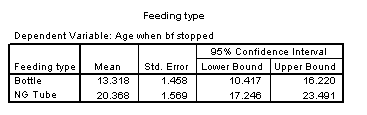 Feeding type
Dependent Variable: Age when bf stopped
95% Confidence Interval
Feeding type Mean Std. Error Lower Bound Upper Bound
Bottle 13.318 1.458 10.417 16.220
NG Tube 20.368 1.569 17.246 23.491